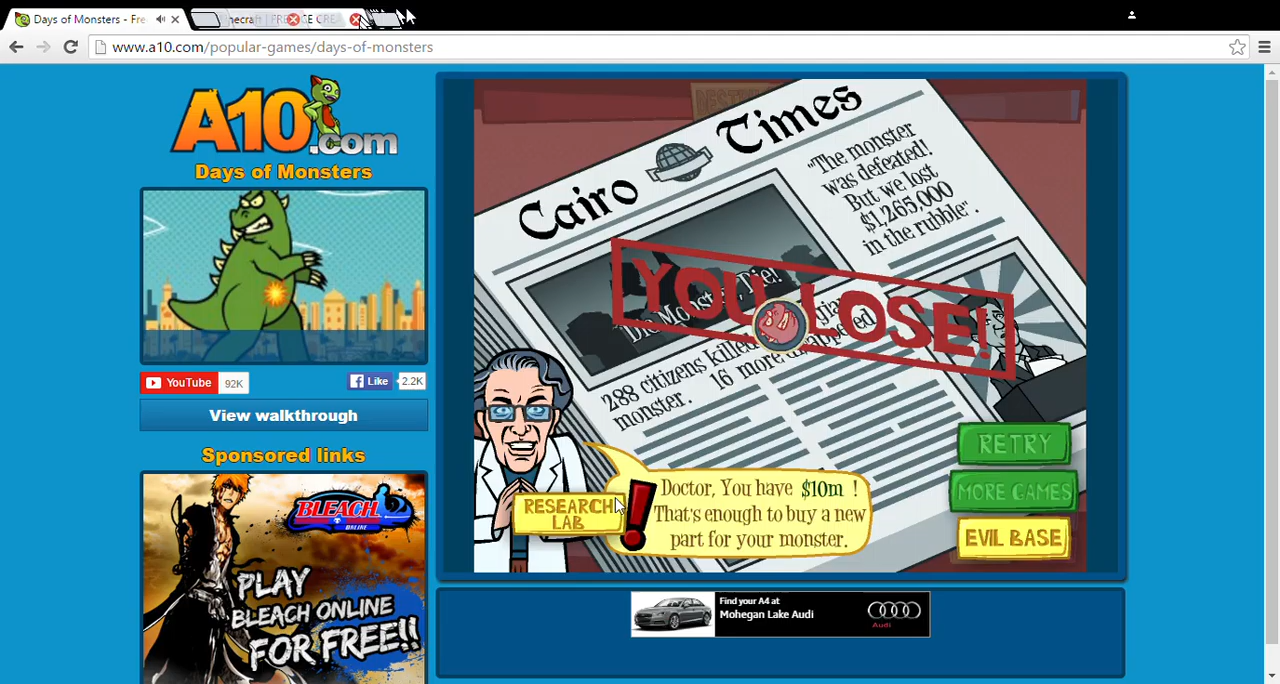 Days of Monsters - Fre
www.a10.com/popular-games/days-of-monsters
A10.com
Days of Monsters
YouTube 92K
Like 2.2K
View walkthrough
Sponsored links
BLEACH
ONLINE
PLAY
BLEACH ONLINE
FOR FREE!!
Cairo Times
"The monster
was defeated!
But we lost
$1,265,000
in the rubble".
Die Monster, Die!
YOU LOSE!
288 citizens killed
16 more disappeared
monster.
RESEARCH
LAB
Doctor, You have $10m !
That's enough to buy a new
part for your monster.
RETRY
MORE GAMES
EVIL BASE
Find your A4 at
Mohegan Lake Audi
Audi